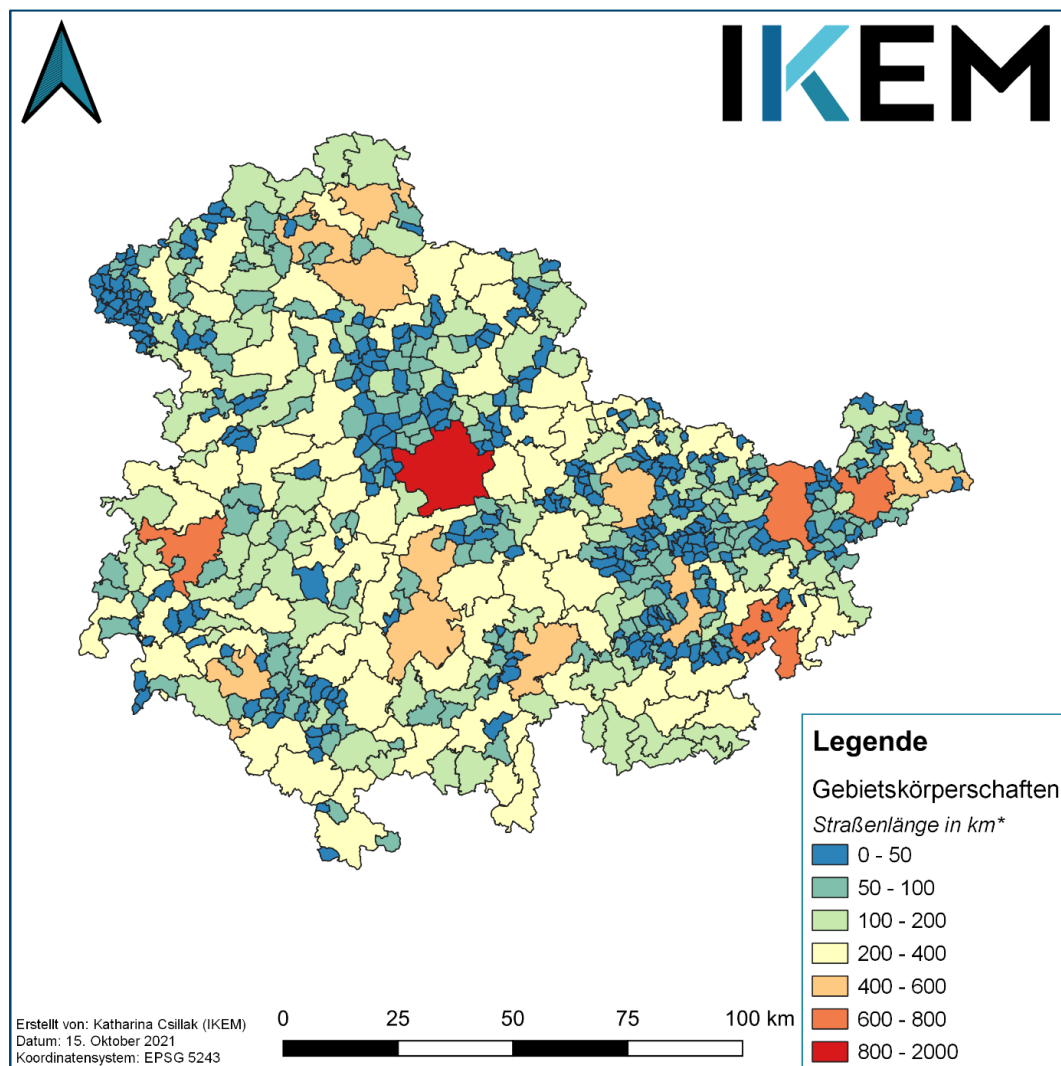 IKEM
Legende
Gebietskörperschaften
Straßenlänge in km*
0 - 50
50 - 100
100 - 200
200 - 400
400 - 600
600 - 800
800 - 2000
Erstellt von: Katharina Csillak (IKEM)
Datum: 15. Oktober 2021
Koordinatensystem: EPSG 5243
0 25 50 75 100 km